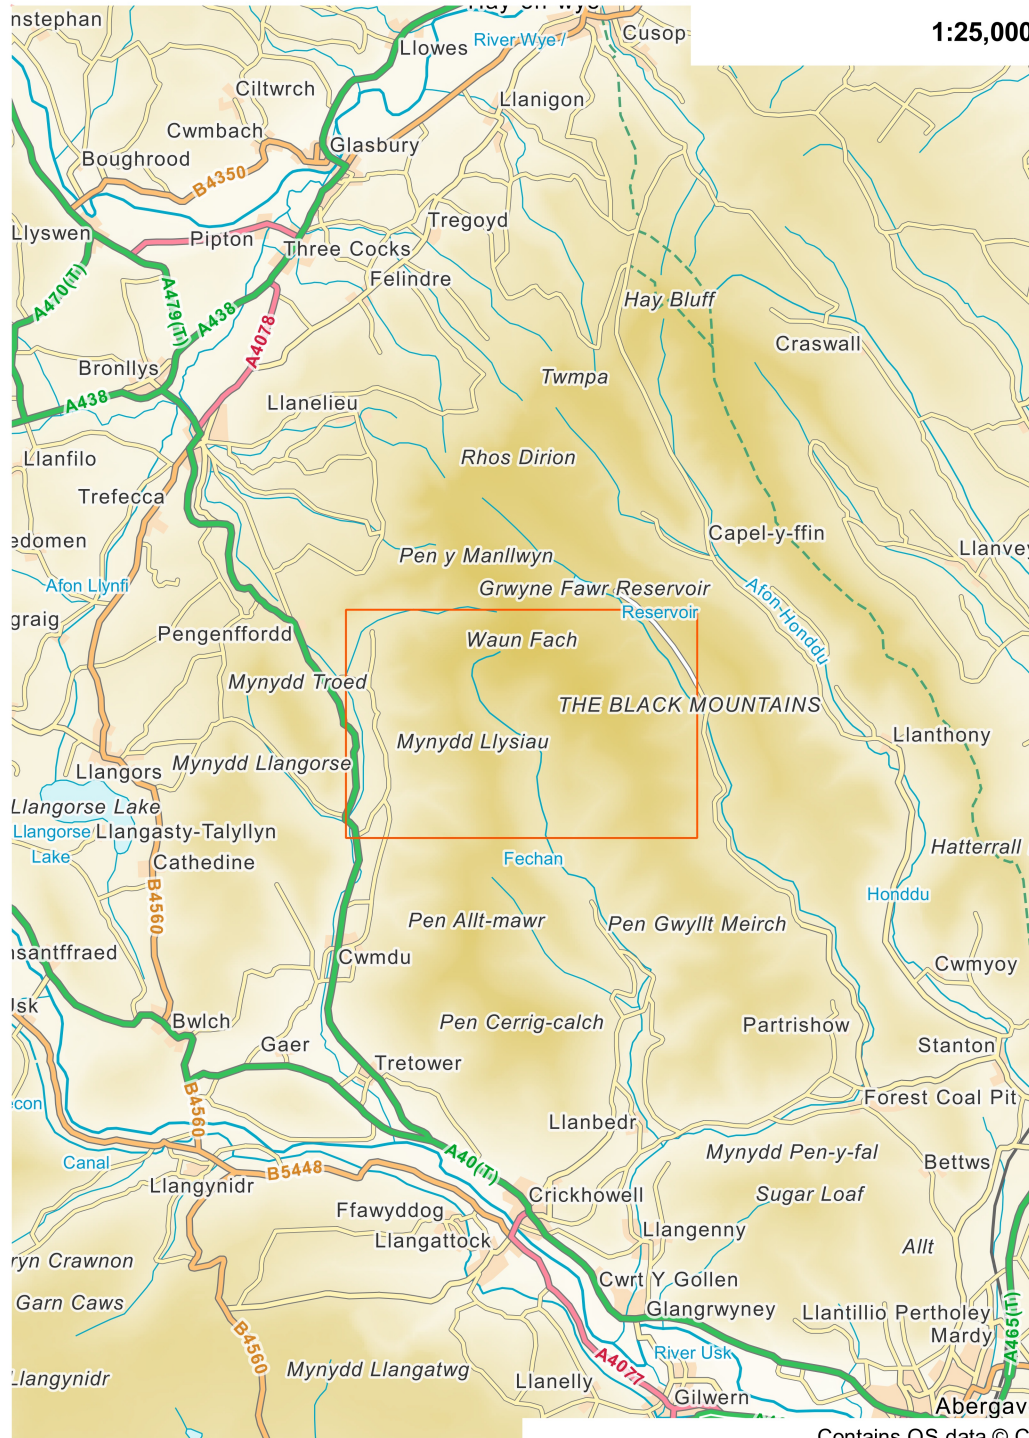 Hay-on-Wye
nstephan
1:25,000
Cusop
River Wye /
Llowes
Ciltwrch
Llanigon
Cwmbach
Glasbury
Boughrood
B4350
Tregoyd
Llyswen
Pipton
Three Cocks
Felindre
A470(T)
A479(T)
A438
Hay Bluff
A4078
Craswall
Bronllys
Twmpa
A438
Llanelieu
Llanfilo
Rhos Dirion
Trefecca
Capel-y-ffin
edomen
Llanvey
Pen y Manllwyn
Afon Llynfi
Grwyne Fawr Reservoir
Afon-Honddu
Reservoir
graig
Pengenffordd
Waun Fach
Mynydd Troed
THE BLACK MOUNTAINS
Llanthony
Mynydd Llysiau
Mynydd Llangorse
Llangors
Llangorse Lake
Llangorse
Lake
Llangasty-Talyllyn
Hatterrall
Fechan
Cathedine
B4560
Honddu
Pen Allt-mawr
Pen Gwyllt Meirch
nsantffraed
Cwmdu
Cwmyoy
Usk
Bwlch
Pen Cerrig-calch
Partrishow
Gaer
Stanton
Tretower
Forest Coal Pit
econ
B4560
Llanbedr
Mynydd Pen-y-fal
Canal
A40(T)
Bettws
B5448
Llangynidr
Crickhowell
Sugar Loaf
Ffawyddog
Llangattock
Llangenny
Allt
ryn Crawnon
Cwrt Y Gollen
Garn Caws
Glangrwyney
Llantillio Pertholey
A465(T)
Mardy
B4560
River Usk
Llangynidr
Mynydd Llangatwg
A4077
Llanelly
Gilwern
Abergav
Contains OS data © C